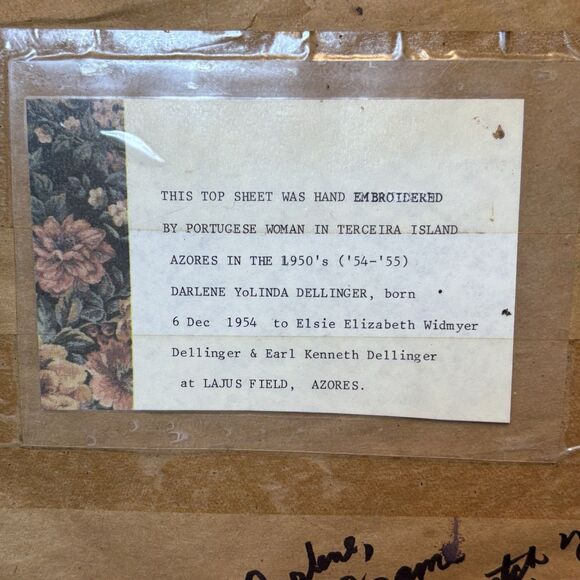 THIS TOP SHEET WAS HAND EMBROIDERED
BY PORTUGESE WOMAN IN TERCEIRA ISLAND
AZORES IN THE 1950's ('54-'55)
DARLENE YoLINDA DELLINGER, born
6 Dec 1954 to Elsie Elizabeth Widmyer
Dellinger & Earl Kenneth Dellinger
at LAJUS FIELD, AZORES.